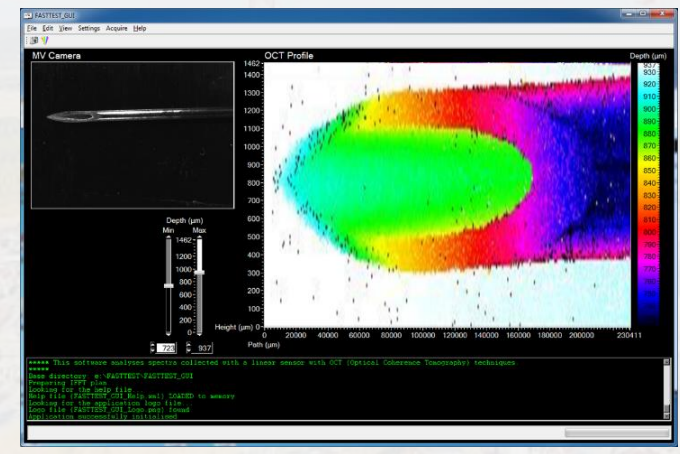 FASTTEST_GUI
File Edit View Settings Acquire Help
MV Camera
OCT Profile
Depth (µm)
1462
1400
1300
1200
1100
1000
900
800
700
600
500
400
300
200
100
Height (µm) 0
0 20000 40000 60000 80000 100000 120000 140000 160000 180000 200000 220411
Path (µm)
937
930
920
910
900
890
880
870
860
850
840
830
820
810
800
790
780
770
760
750
Depth (µm)
Min Max
1462
1200
1000
800
600
400
200
0
723 937
***** This software analyses spectra collected with a linear sensor with OCT (Optical Coherence Tomography) techniques
*****
Base directory: e:\FASTTEST\FASTTEST_GUI
Preparing IFFT plan
Looking for the help file...
Help file (FASTTEST_GUI_Help.xml) LOADED to memory
Looking for the application logo file...
Logo file (FASTTEST_GUI_Logo.png) found
Application successfully initialised